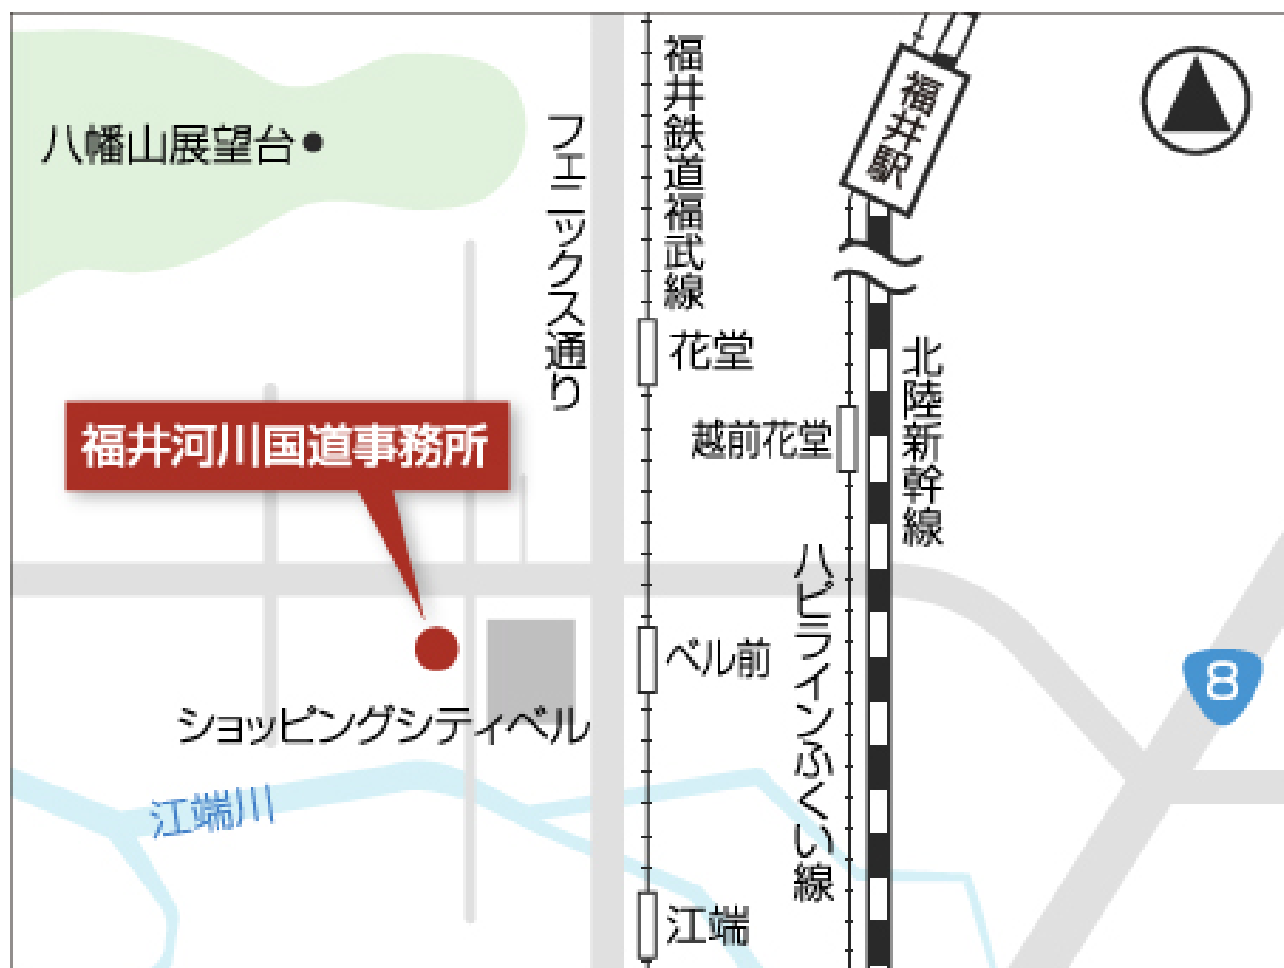 福井鉄道福武線
福井駅
八幡山展望台
フェニックス通り
花堂
北陸新幹線
越前花堂
福井河川国道事務所
ハピラインふくい線
ベル前
8
ショッピングシティベル
江端川
江端